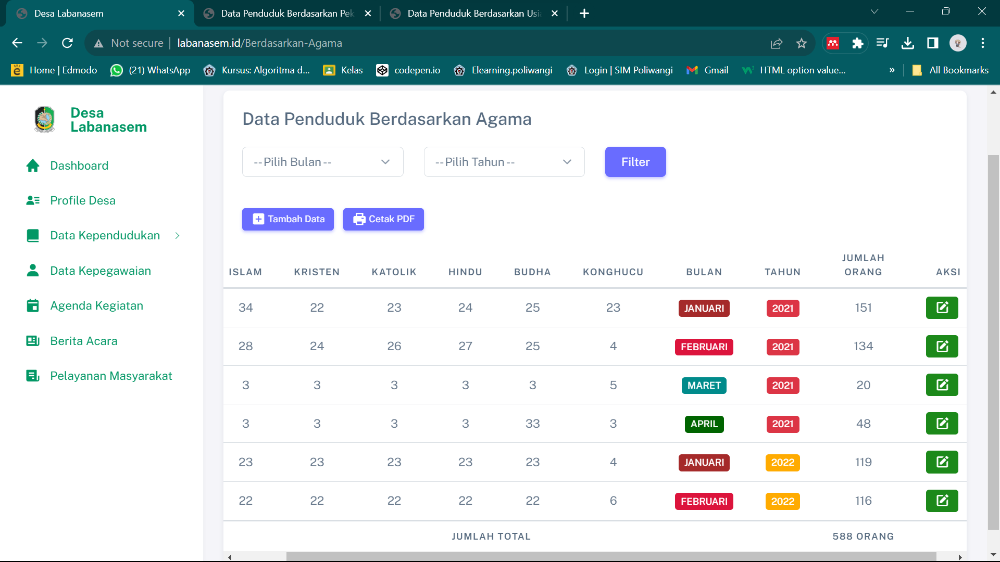 Desa Labanasem
Data Penduduk Berdasarkan Pek
Data Penduduk Berdasarkan Usi
Not secure labanasem.id/Berdasarkan-Agama
Home | Edmodo (21) WhatsApp Kursus: Algoritma d... Kelas codepen.io Elearning.poliwangi Login | SIM Poliwangi Gmail HTML option value... » All Bookmarks
Desa
Labanasem
Dashboard
Profile Desa
Data Kependudukan
Data Kepegawaian
Agenda Kegiatan
Berita Acara
Pelayanan Masyarakat
Data Penduduk Berdasarkan Agama
--Pilih Bulan-- --Pilih Tahun-- Filter
Tambah Data Cetak PDF
ISLAM KRISTEN KATOLIK HINDU BUDHA KONGHUCU BULAN TAHUN JUMLAH ORANG AKSI
34 22 23 24 25 23 JANUARI 2021 151
28 24 26 27 25 4 FEBRUARI 2021 134
3 3 3 3 3 5 MARET 2021 20
3 3 3 3 33 3 APRIL 2021 48
23 23 23 23 23 4 JANUARI 2022 119
22 22 22 22 22 6 FEBRUARI 2022 116
JUMLAH TOTAL 588 ORANG